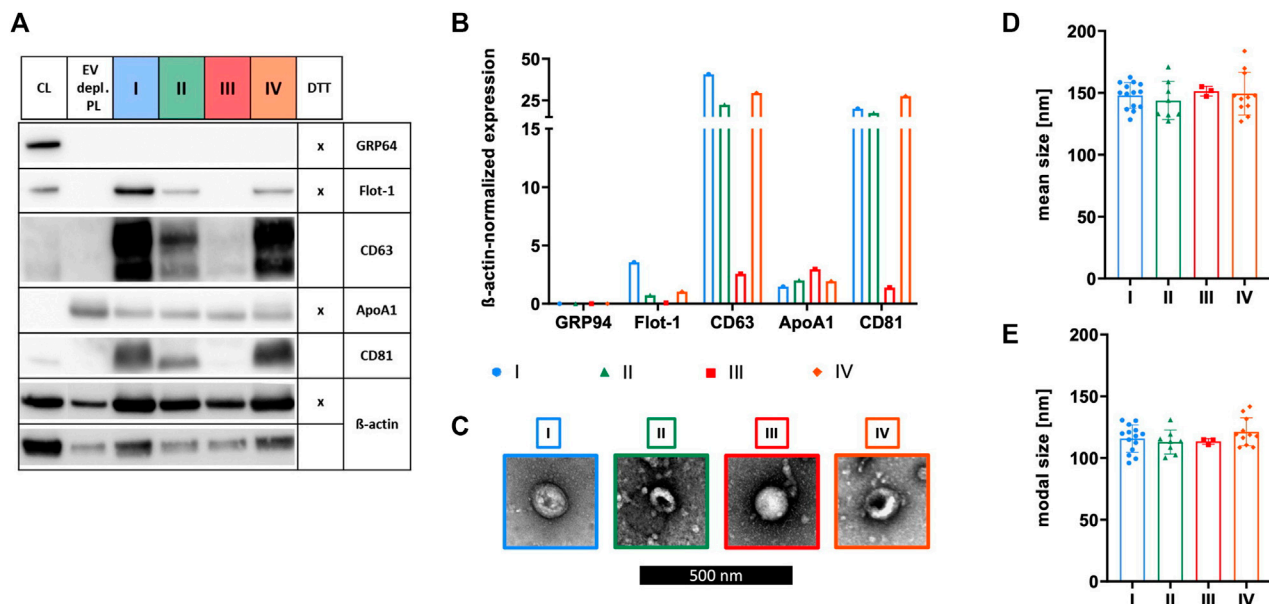 A
CL
EV depl. PL
I
II
III
IV
DTT
x
GRP64
x
Flot-1
CD63
x
ApoA1
CD81
x
ß-actin
B
ß-actin-normalized expression
50
25
15
10
5
0
GRP94
Flot-1
CD63
ApoA1
CD81
I
II
III
IV
C
I
II
III
IV
500 nm
D
mean size [nm]
200
150
100
50
0
I
II
III
IV
E
modal size [nm]
200
150
100
50
0
I
II
III
IV